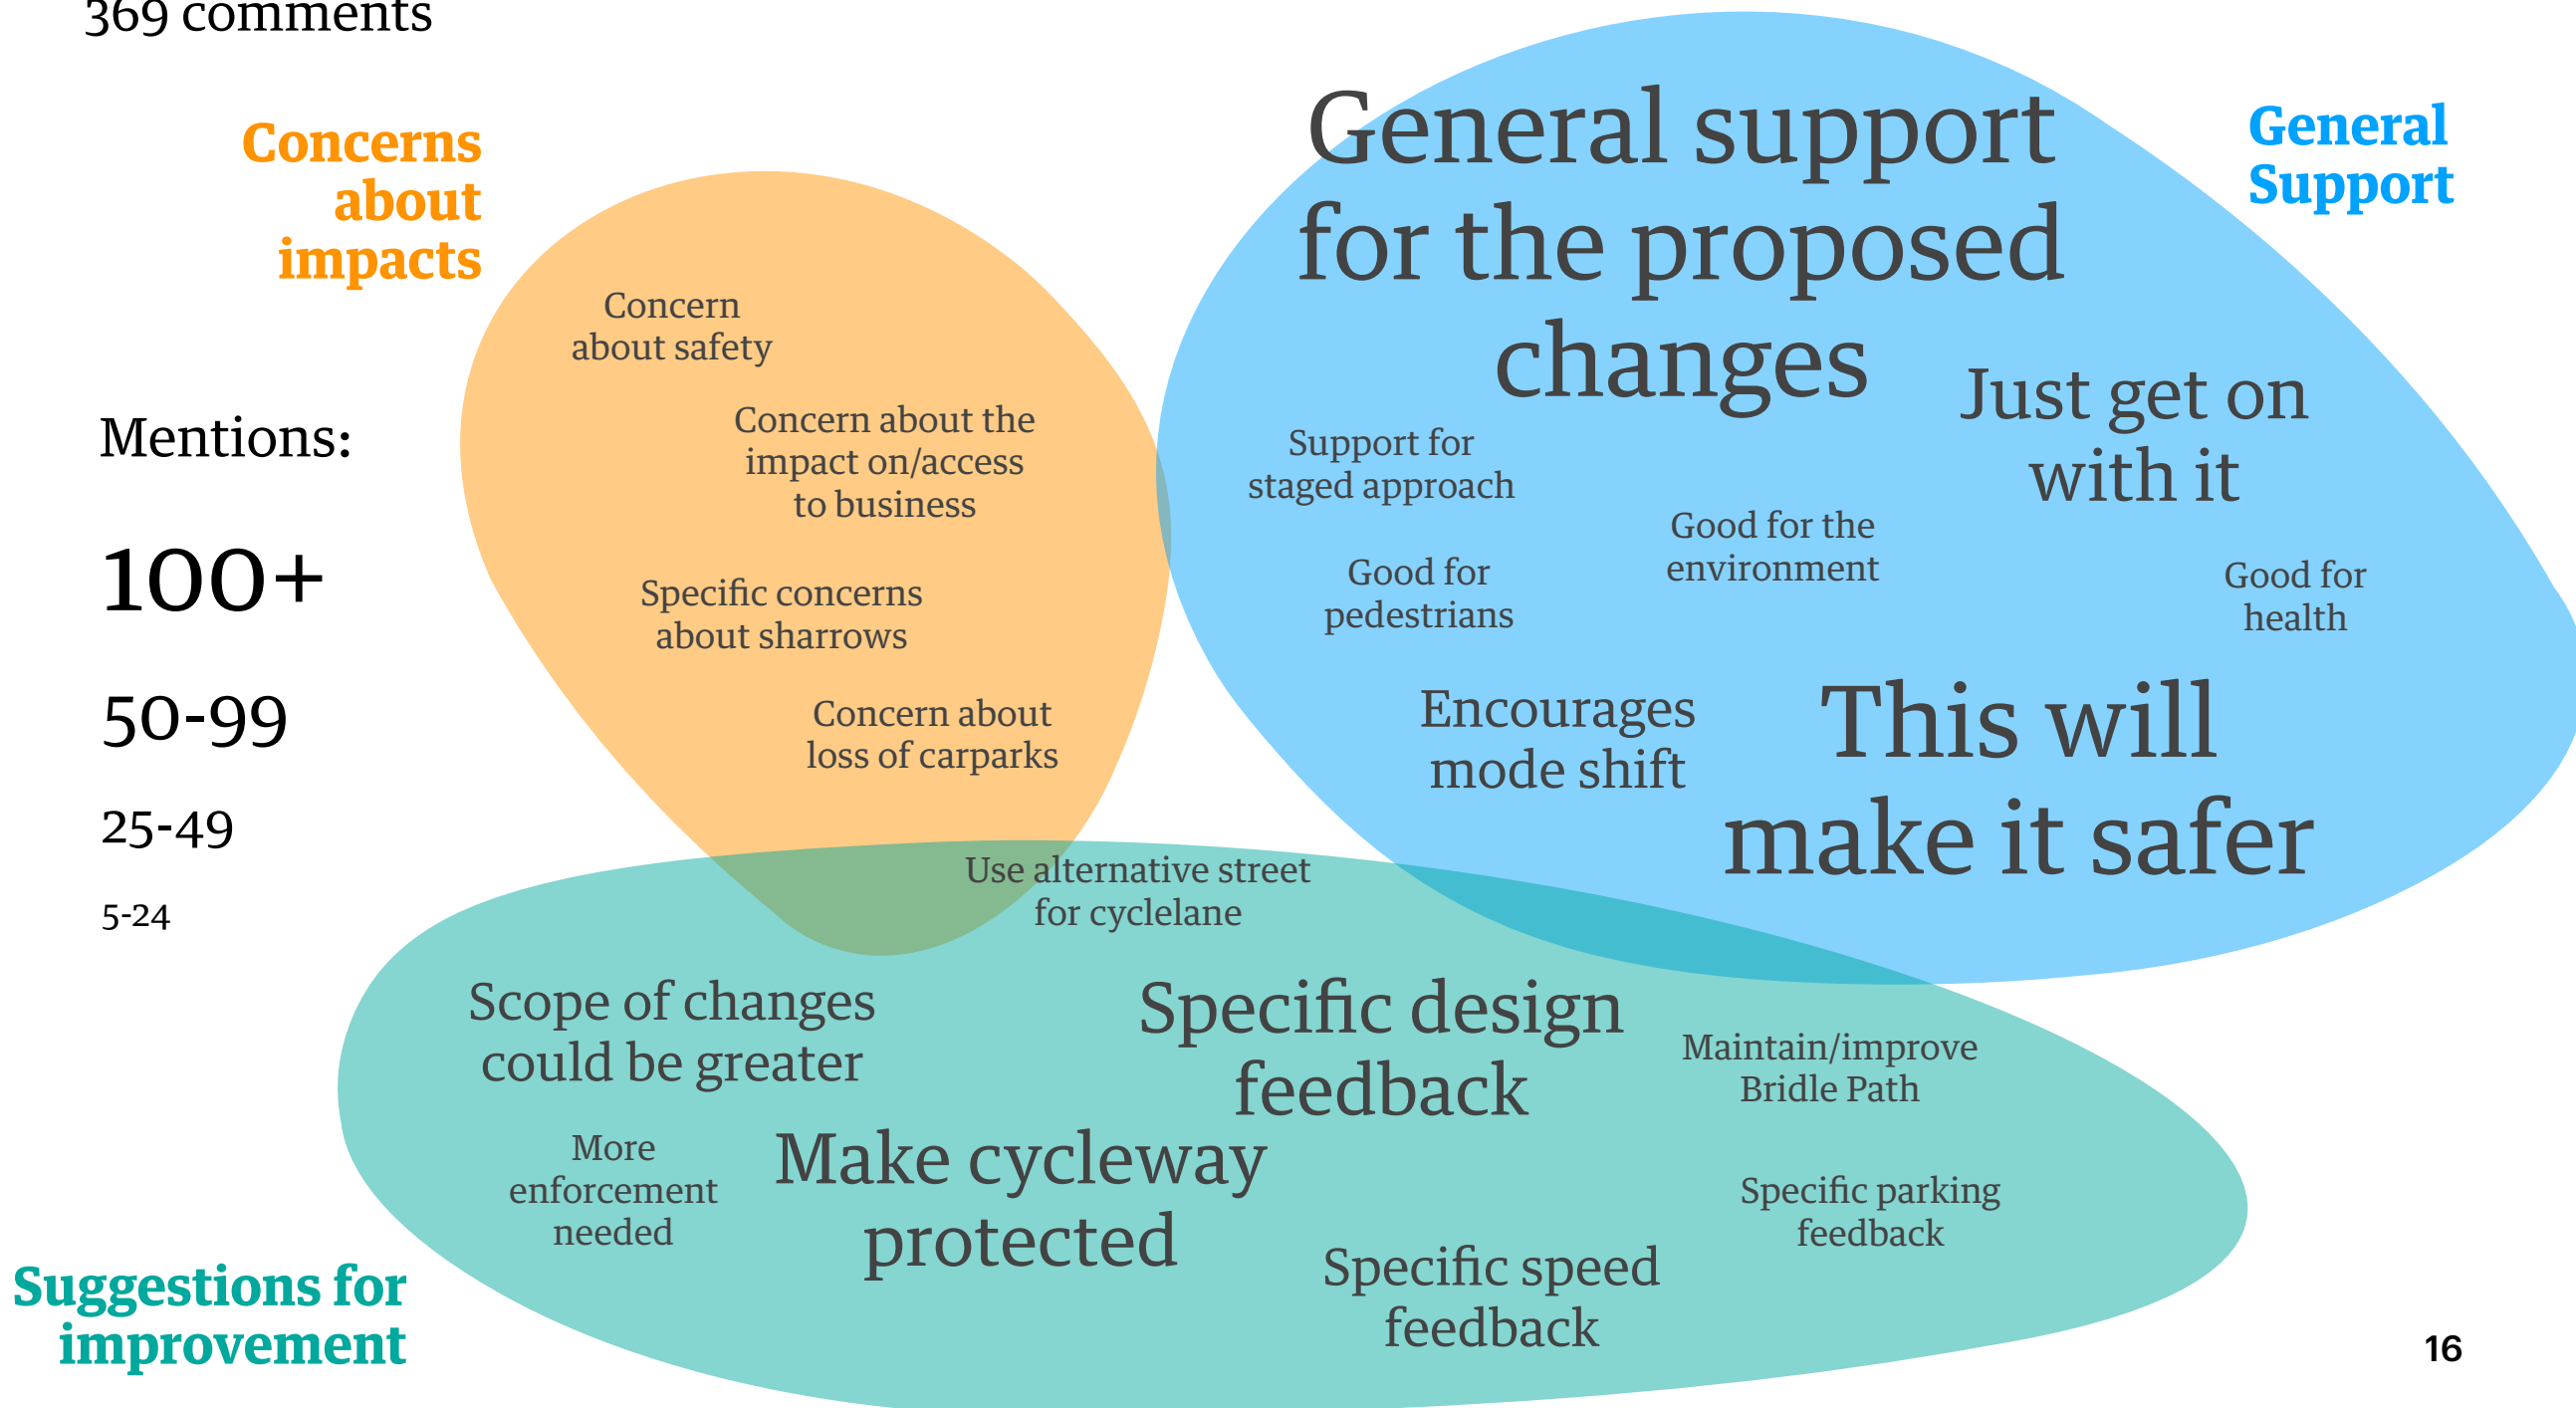 369 comments
Concerns
about
impacts
Mentions:
100+
50-99
25-49
5-24
Concern
about safety
Concern about the
impact on/access
to business
Specific concerns
about sharrows
Concern about
loss of carparks
General
Support
General support
for the proposed
changes
Just get on
with it
Support for
staged approach
Good for the
environment
Good for
pedestrians
Good for
health
Encourages
mode shift
This will
make it safer
Use alternative street
for cyclelane
Scope of changes
could be greater
Specific design
feedback
Maintain/improve
Bridle Path
More
enforcement
needed
Make cycleway
protected
Specific parking
feedback
Specific speed
feedback
Suggestions for
improvement
16